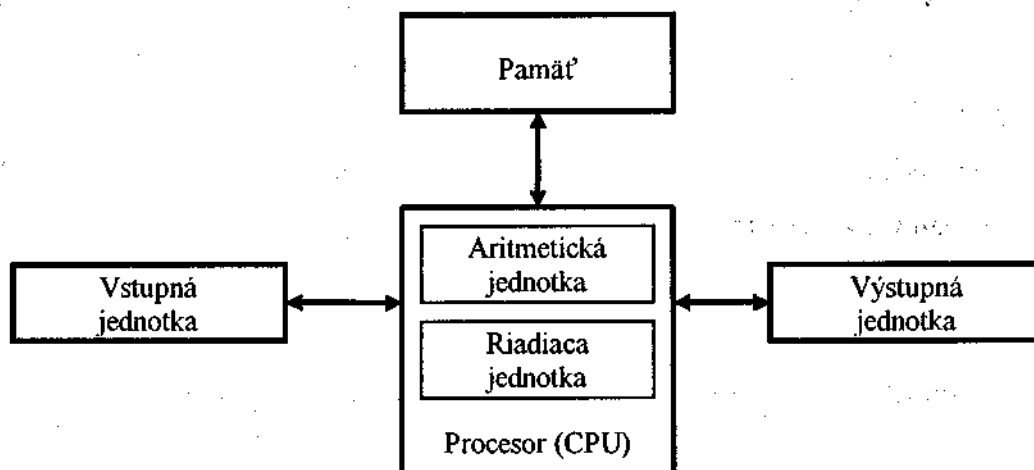 Pamäť
Aritmetická
jednotka
Vstupná
jednotka
Výstupná
jednotka
Riadiaca
jednotka
Procesor (CPU)